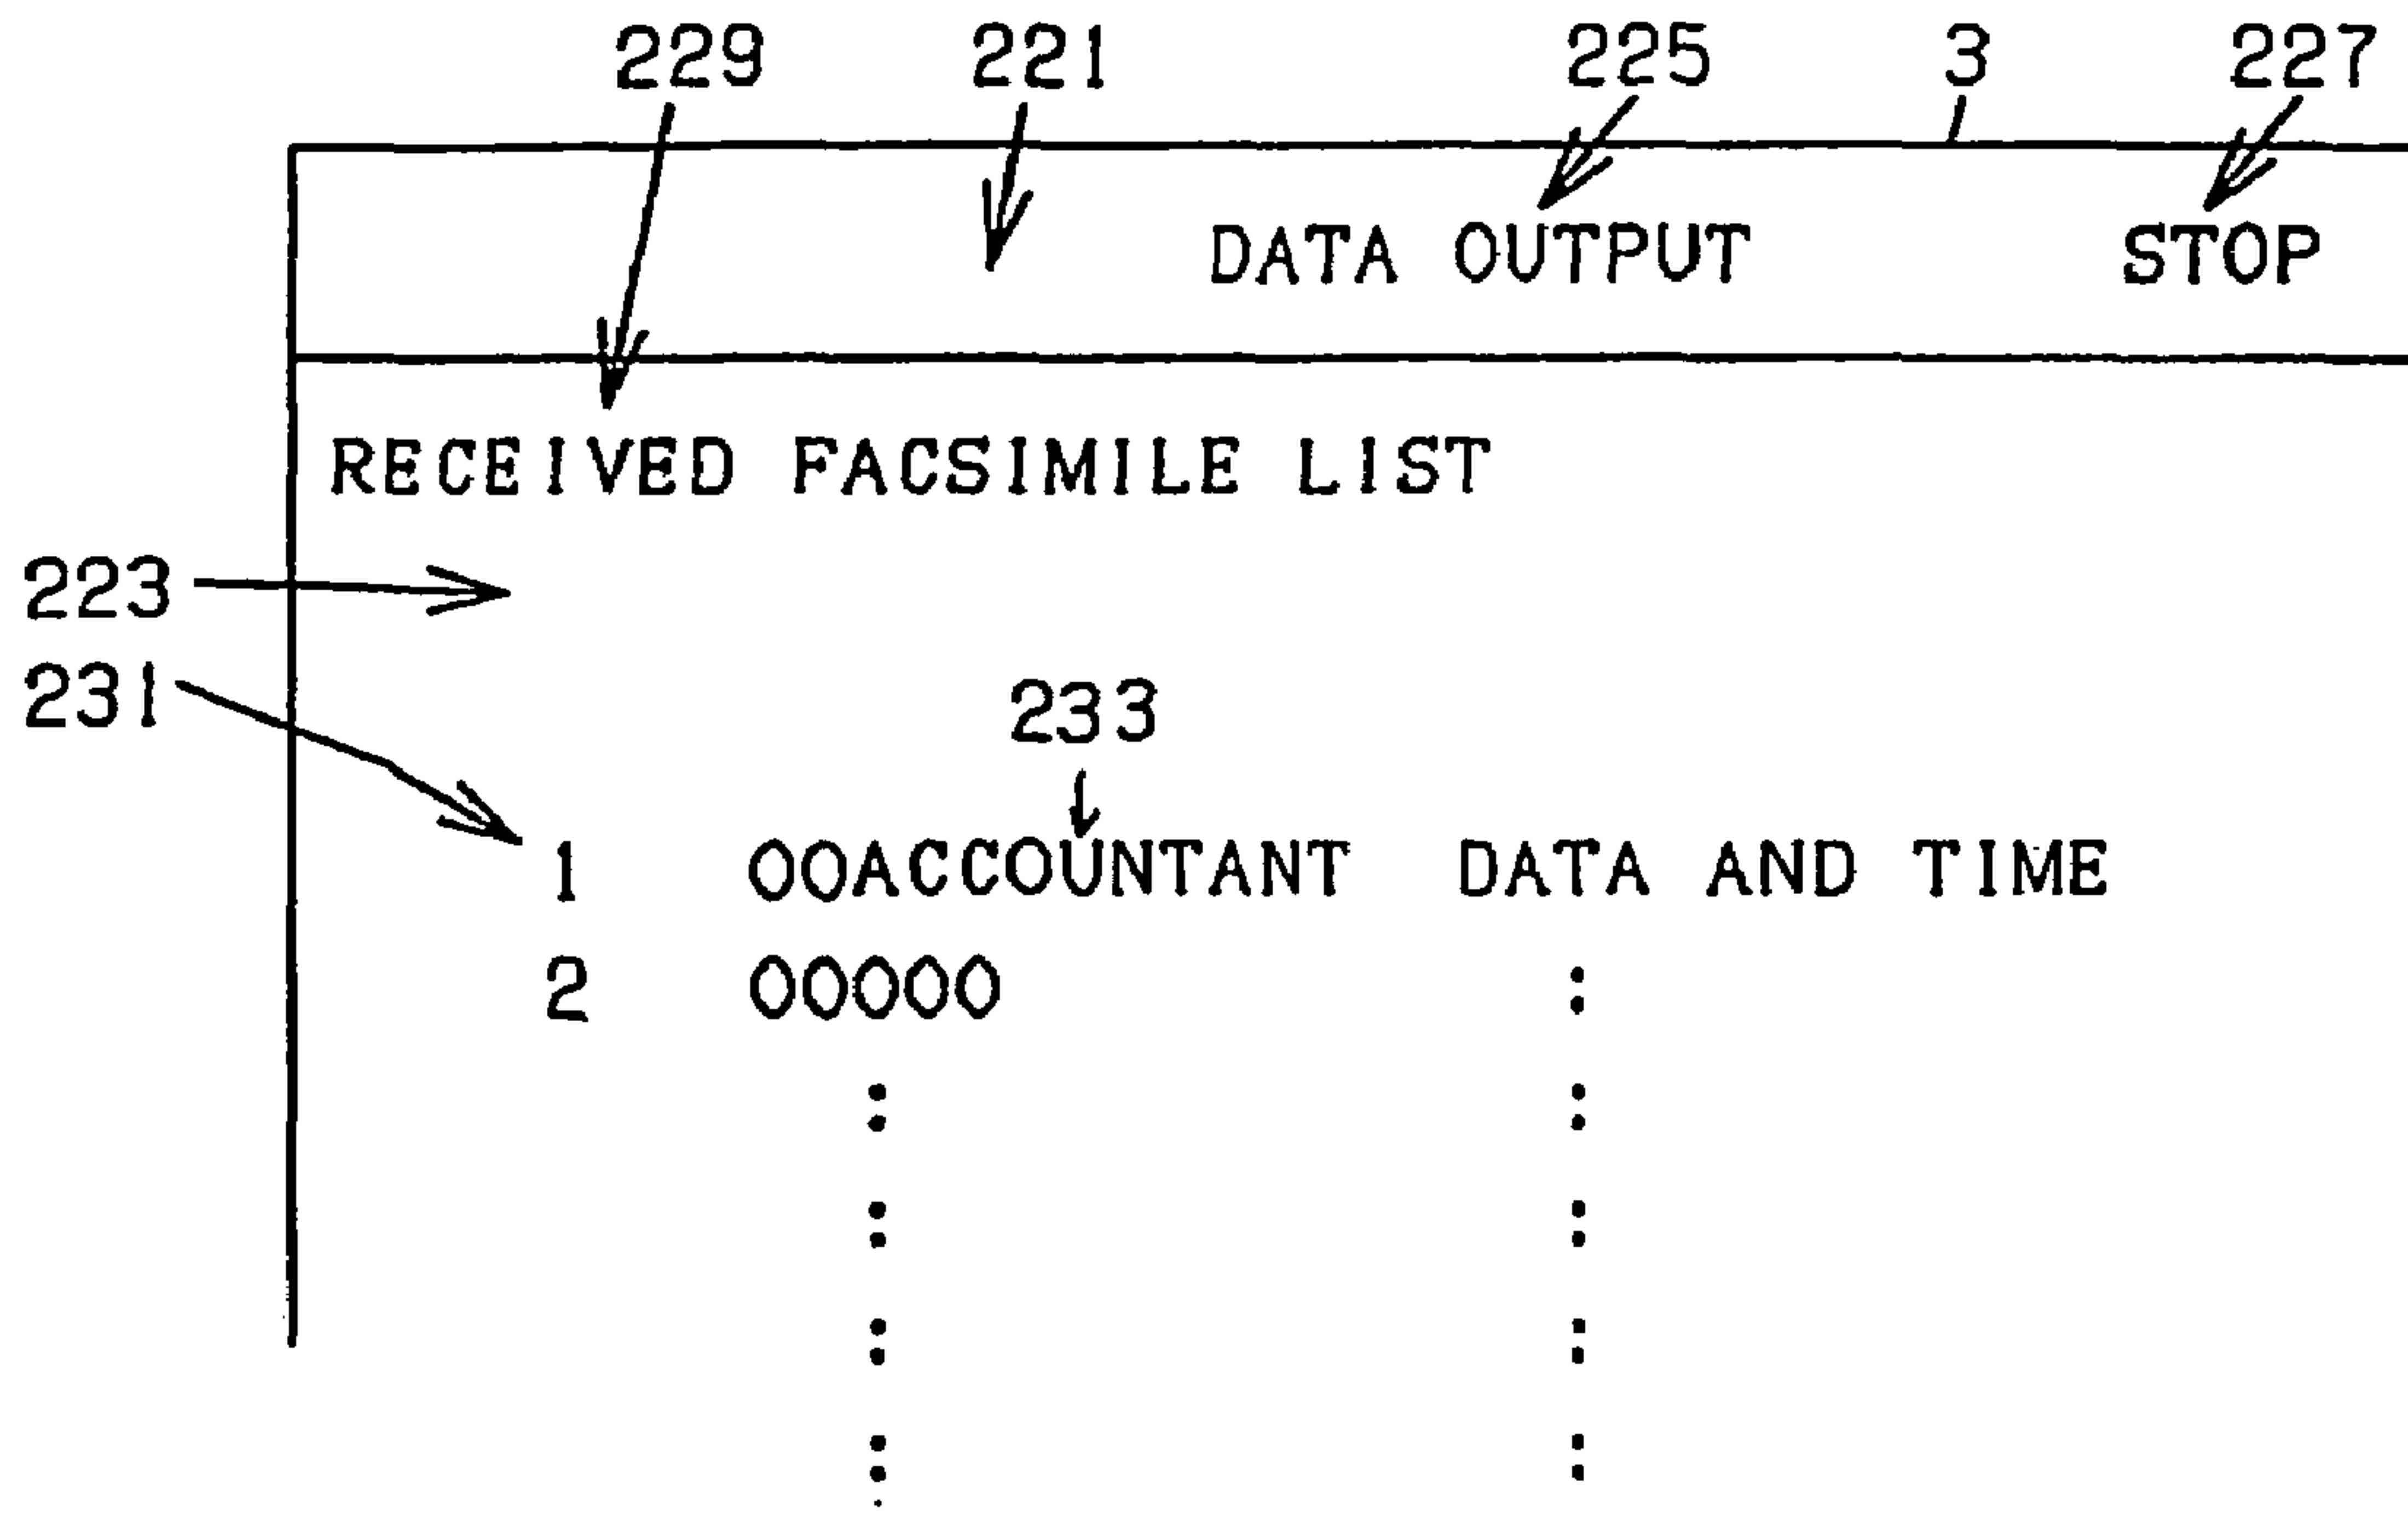 229 221 225 3 227
DATA OUTPUT STOP
RECEIVED FACSIMILE LIST
223
231
233
1 OOACCOUNTANT DATA AND TIME
2 OOOOO